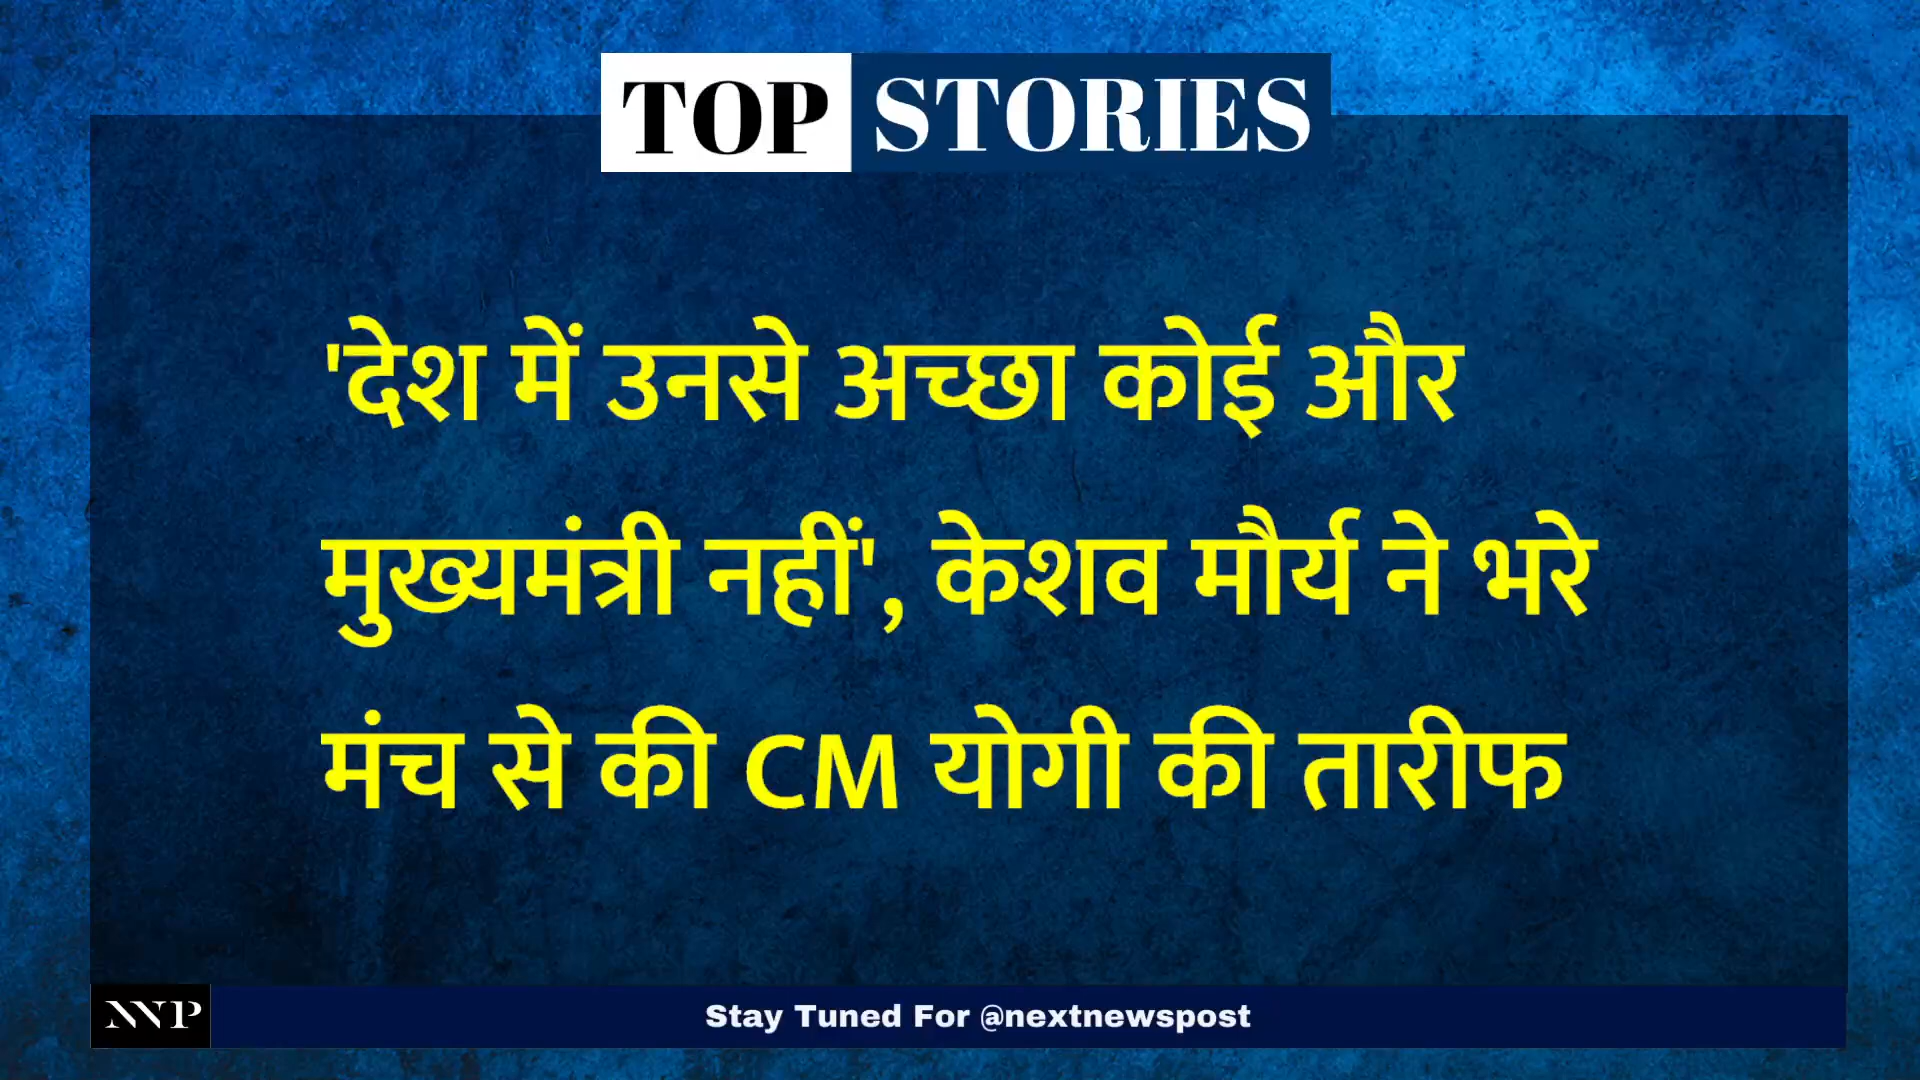 TOP STORIES
'देश में उनसे अच्छा कोई और
मुख्यमंत्री नहीं', केशव मौर्य ने भरे
मंच से की CM योगी की तारीफ
NNP
Stay Tuned For @nextnewspost